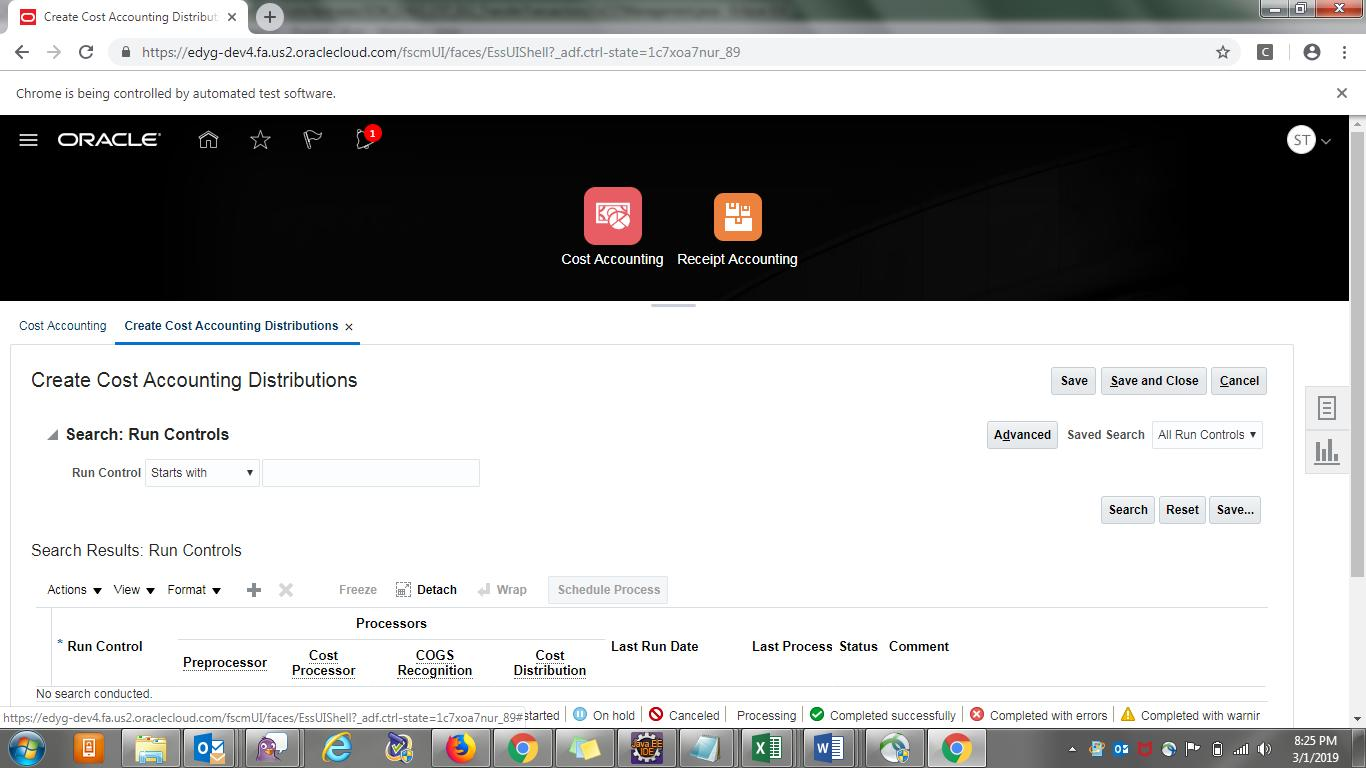 Create Cost Accounting Distribut
https://edyg-dev4.fa.us2.oraclecloud.com/fscmUI/faces/EssUIShell?_adf.ctrl-state=1c7xoa7nur_89
C
Chrome is being controlled by automated test software.
ORACLE
1
ST
Cost Accounting Receipt Accounting
Cost Accounting Create Cost Accounting Distributions
Create Cost Accounting Distributions
Save Save and Close Cancel
Search: Run Controls
Advanced Saved Search All Run Controls
Run Control Starts with
Search Reset Save...
Search Results: Run Controls
Actions View Format Freeze Detach Wrap Schedule Process
Processors
* Run Control Last Run Date Last Process Status Comment
Preprocessor Cost Processor COGS Recognition Cost Distribution
No search conducted.
https://edyg-dev4.fa.us2.oraclecloud.com/fscmUI/faces/EssUIShell?_adf.ctrl-state=1c7xoa7nur_89#
started On hold Canceled Processing Completed successfully Completed with errors Completed with warnir
Java EE
IDE
8:25 PM
3/1/2019